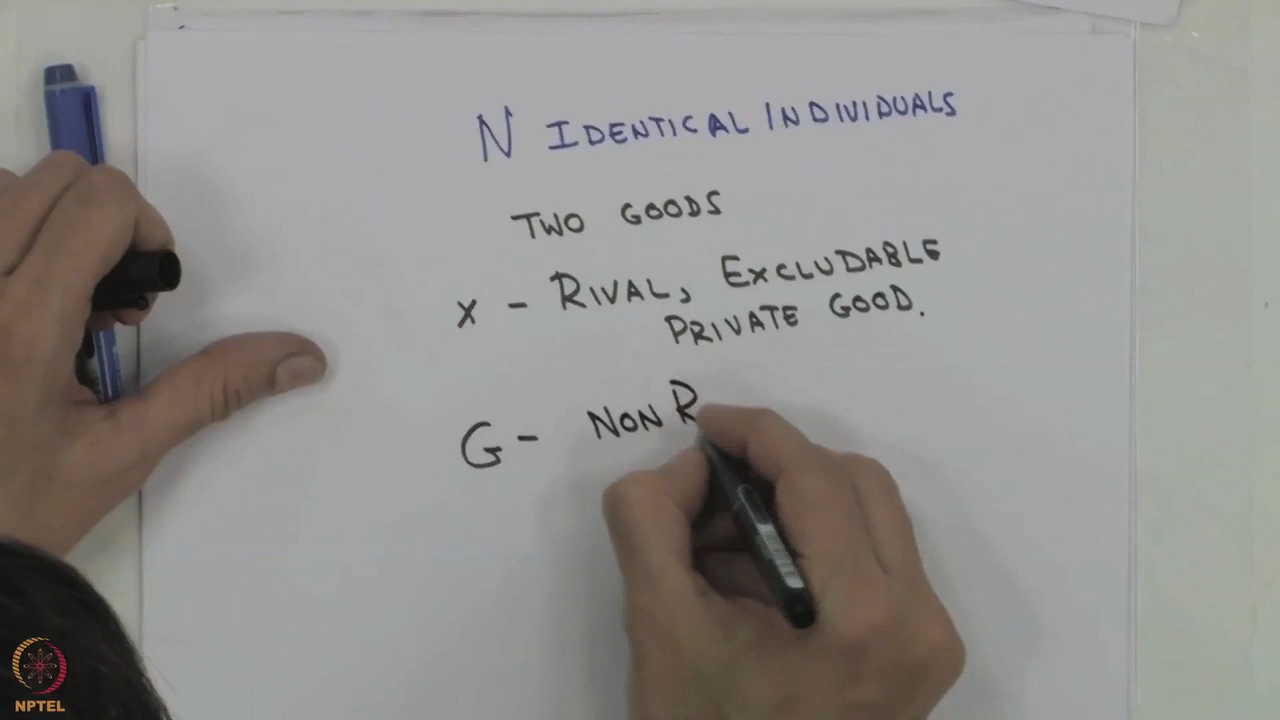 N IDENTICAL INDIVIDUALS
TWO GOODS
X - RIVAL, EXCLUDABLE
PRIVATE GOOD.
G - NON R
NPTEL